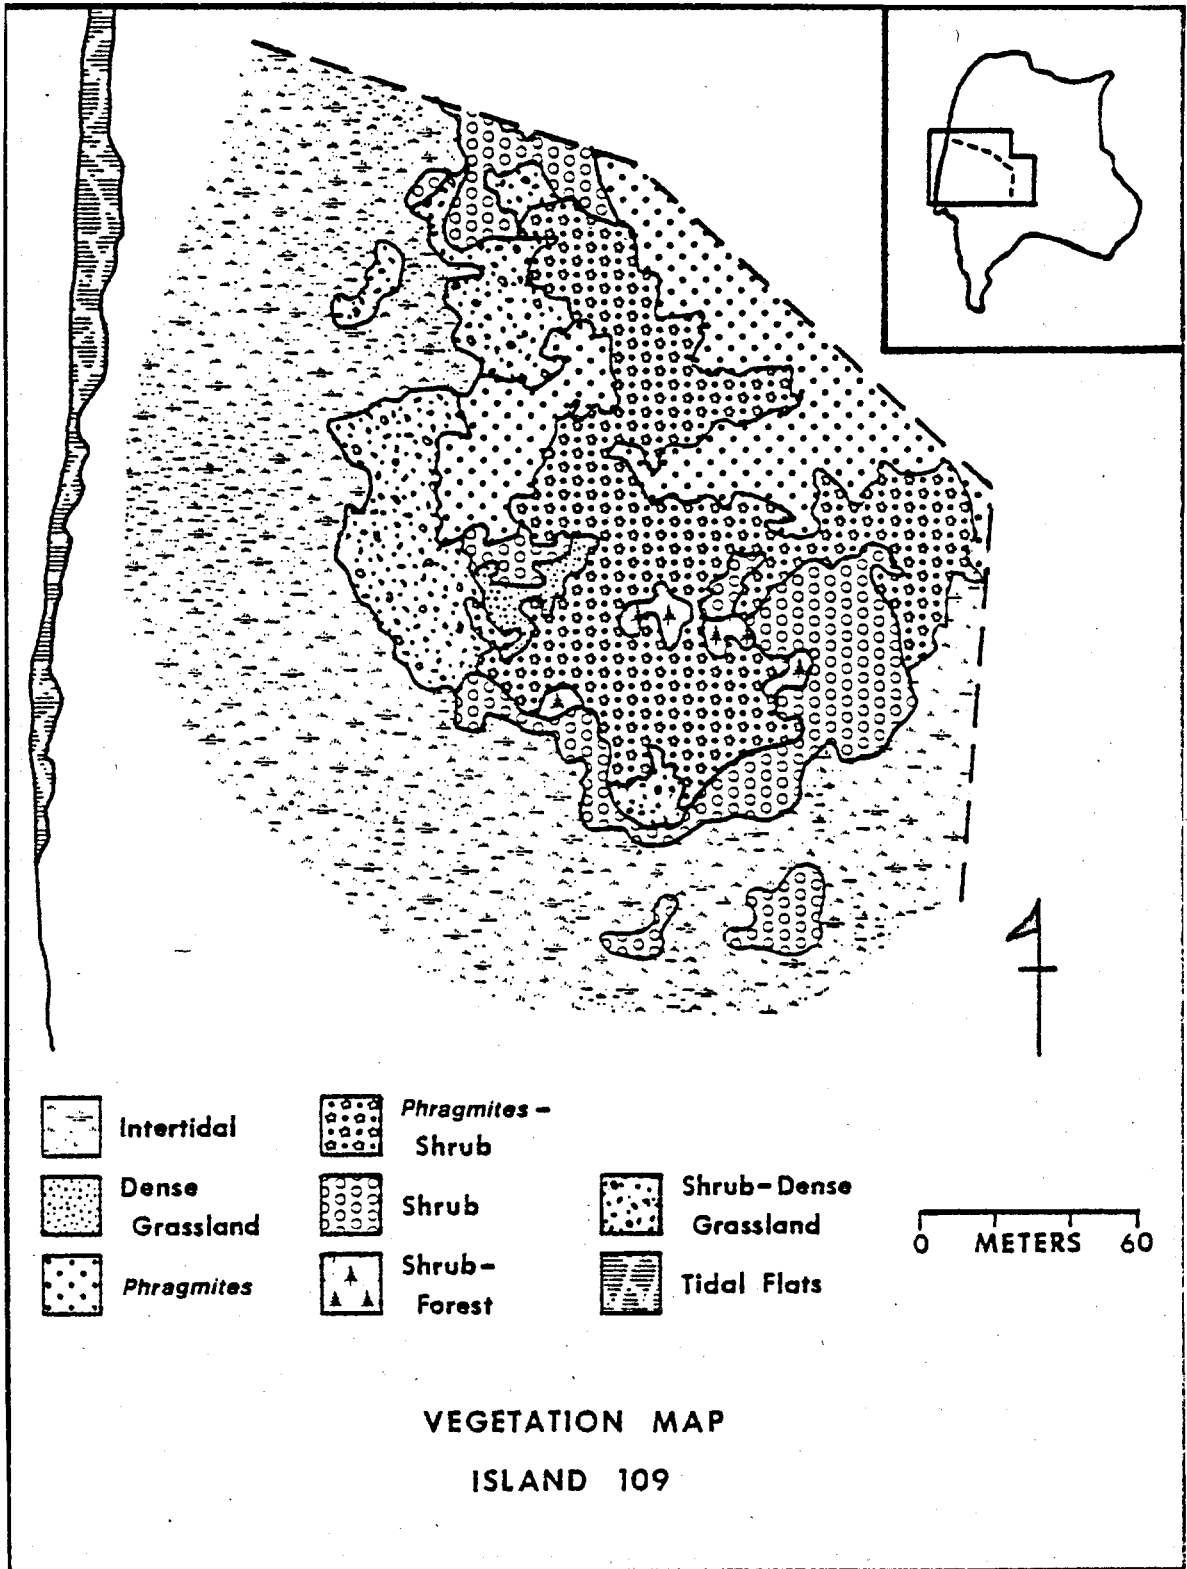 Intertidal
Dense
Grassland
Phragmites
Phragmites –
Shrub
Shrub
Shrub-
Forest
Shrub-Dense
Grassland
Tidal Flats
0 METERS 60
VEGETATION MAP
ISLAND 109